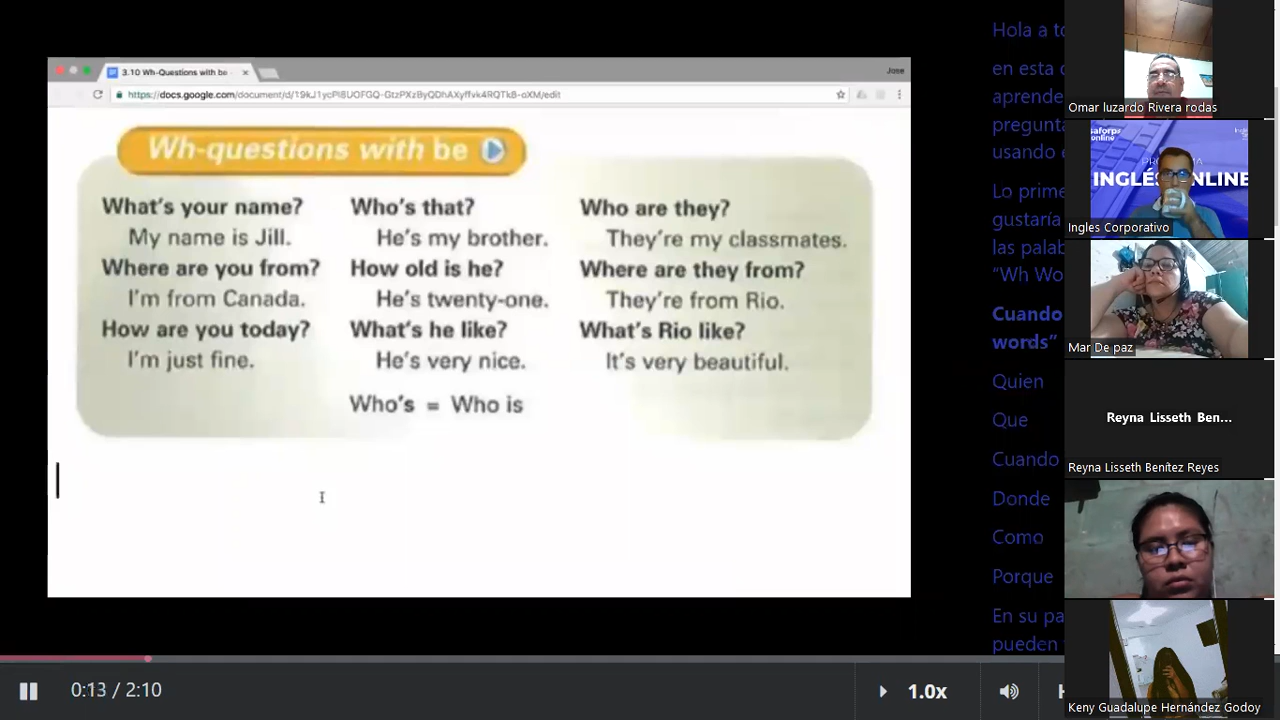 3.10 Wh-Questions with be
Jose
https://docs.google.com/document/d/19kJ1ycPl8UOFGQ-GtzPXzByQDhAXyffvk4RQTkB-oXM/edit
Wh-questions with be
What's your name?
My name is Jill.
Where are you from?
I'm from Canada.
How are you today?
I'm just fine.
Who's that?
He's my brother.
How old is he?
He's twenty-one.
What's he like?
He's very nice.
Who's = Who is
Who are they?
They're my classmates.
Where are they from?
They're from Rio.
What's Rio like?
It's very beautiful.
Hola a
en esta
aprende
pregunta
usando
Lo prime
gustaría
las palab
"Wh Wo
Cuando
words"
Quien
Que
Cuando
Donde
Como
Porque
En su pa
pueden
0:13 / 2:10
1.0x
Omar luzardo Rivera rodas
INGLÉS ONLINE
Ingles Corporativo
Mar De paz
Reyna Lisseth Ben...
Reyna Lisseth Benítez Reyes
Keny Guadalupe Hernández Godoy